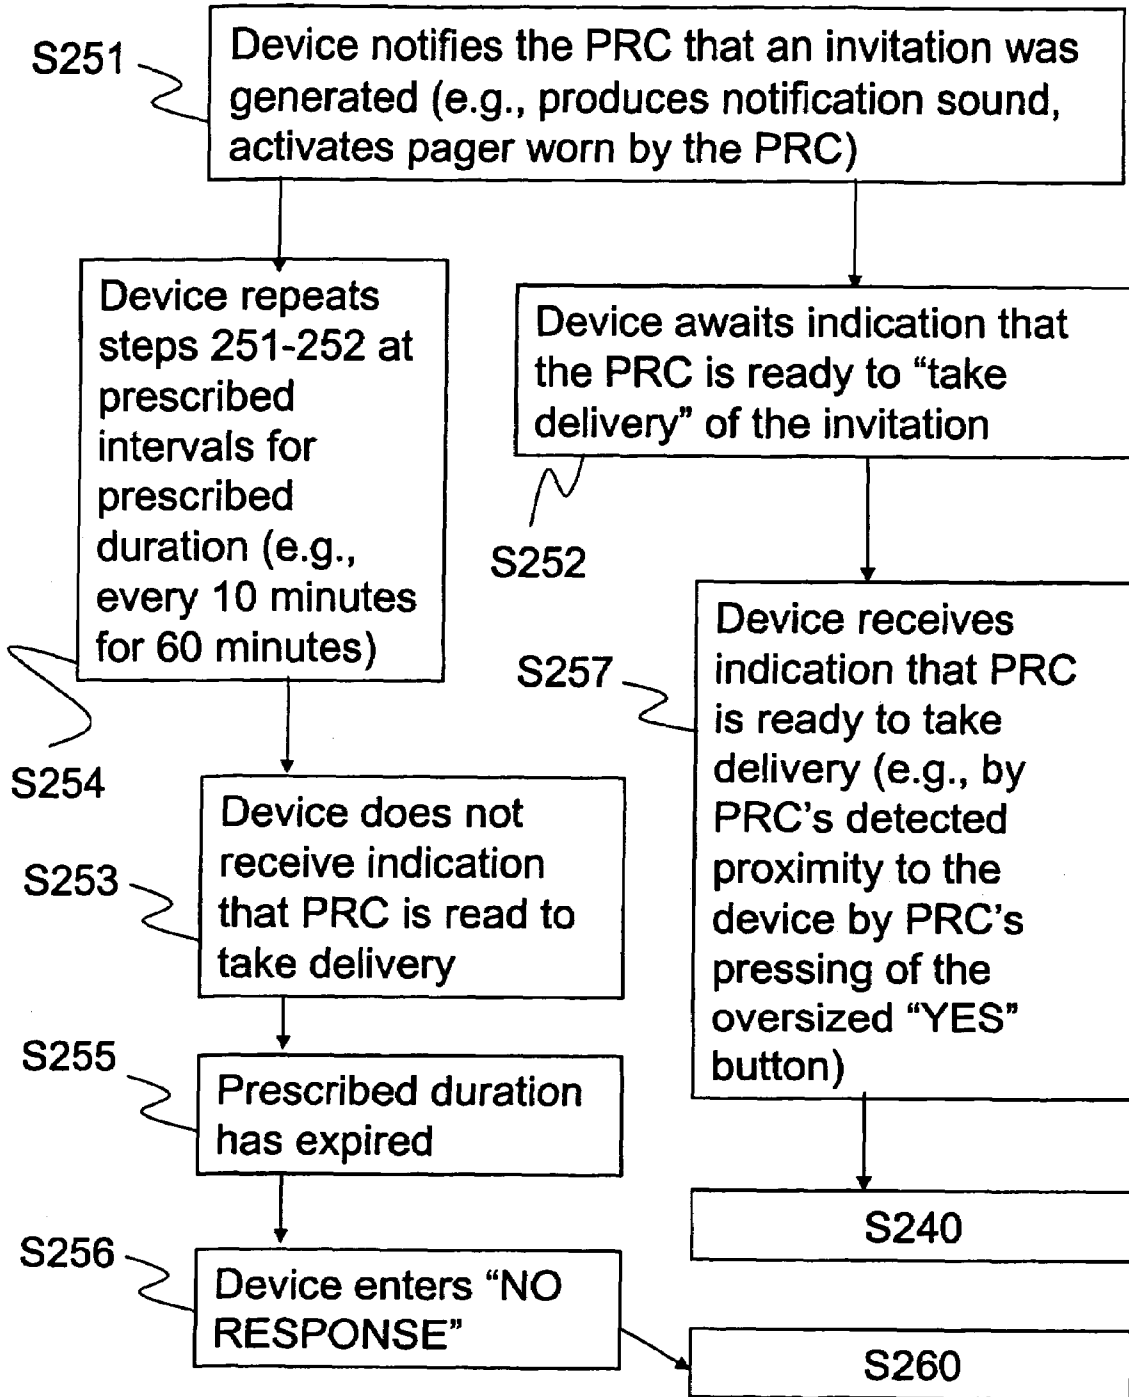 S251
Device notifies the PRC that an invitation was
generated (e.g., produces notification sound,
activates pager worn by the PRC)
Device repeats
steps 251-252 at
prescribed
intervals for
prescribed
duration (e.g.,
every 10 minutes
for 60 minutes)
S254
Device awaits indication that
the PRC is ready to “take
delivery” of the invitation
S252
S253
Device does not
receive indication
that PRC is read to
take delivery
S257
Device receives
indication that PRC
is ready to take
delivery (e.g., by
PRC’s detected
proximity to the
device by PRC’s
pressing of the
oversized “YES”
button)
S255
Prescribed duration
has expired
S240
S256
Device enters “NO
RESPONSE”
S260